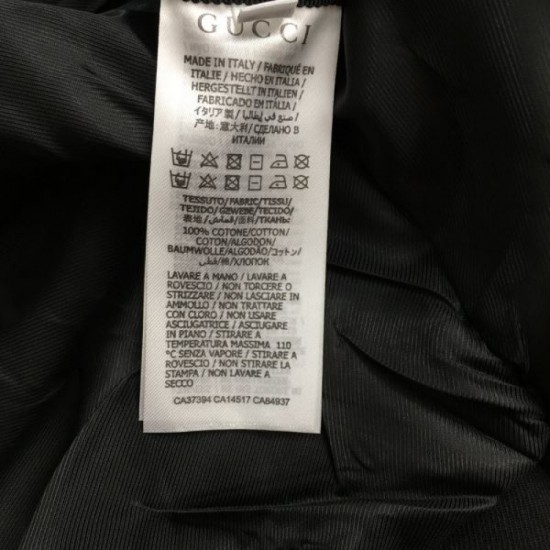 GUCCI
MADE IN ITALY / FABRIQUÉ EN
ITALIE / HECHO EN ITALIA /
HERGESTELLT IN ITALIEN /
FABRICADO EM ITÁLIA /
イタリア製 / صنع في إيطاليا /
产地:意大利 / СДЕЛАНО В
ИТАЛИИ
TESSUTO/FABRIC/TISSU/
TEJIDO/GEWEBE/TECIDO/
表地/قماش/面料/ТКАНЬ:
100% COTONE/COTTON/
COTON/ALGODON/
BAUMWOLLE/ALGODÃO/コットン/
قطن/棉/ХЛОПОК
LAVARE A MANO / LAVARE A
ROVESCIO / NON TORCERE O
STRIZZARE / NON LASCIARE IN
AMMOLLO / NON TRATTARE
CON CLORO / NON USARE
ASCIUGATRICE / ASCIUGARE
IN PIANO / STIRARE A
TEMPERATURA MASSIMA 110
°C SENZA VAPORE / STIRARE A
ROVESCIO / NON STIRARE LA
STAMPA / NON LAVARE A
SECCO
CA37394 CA14517 CA84937